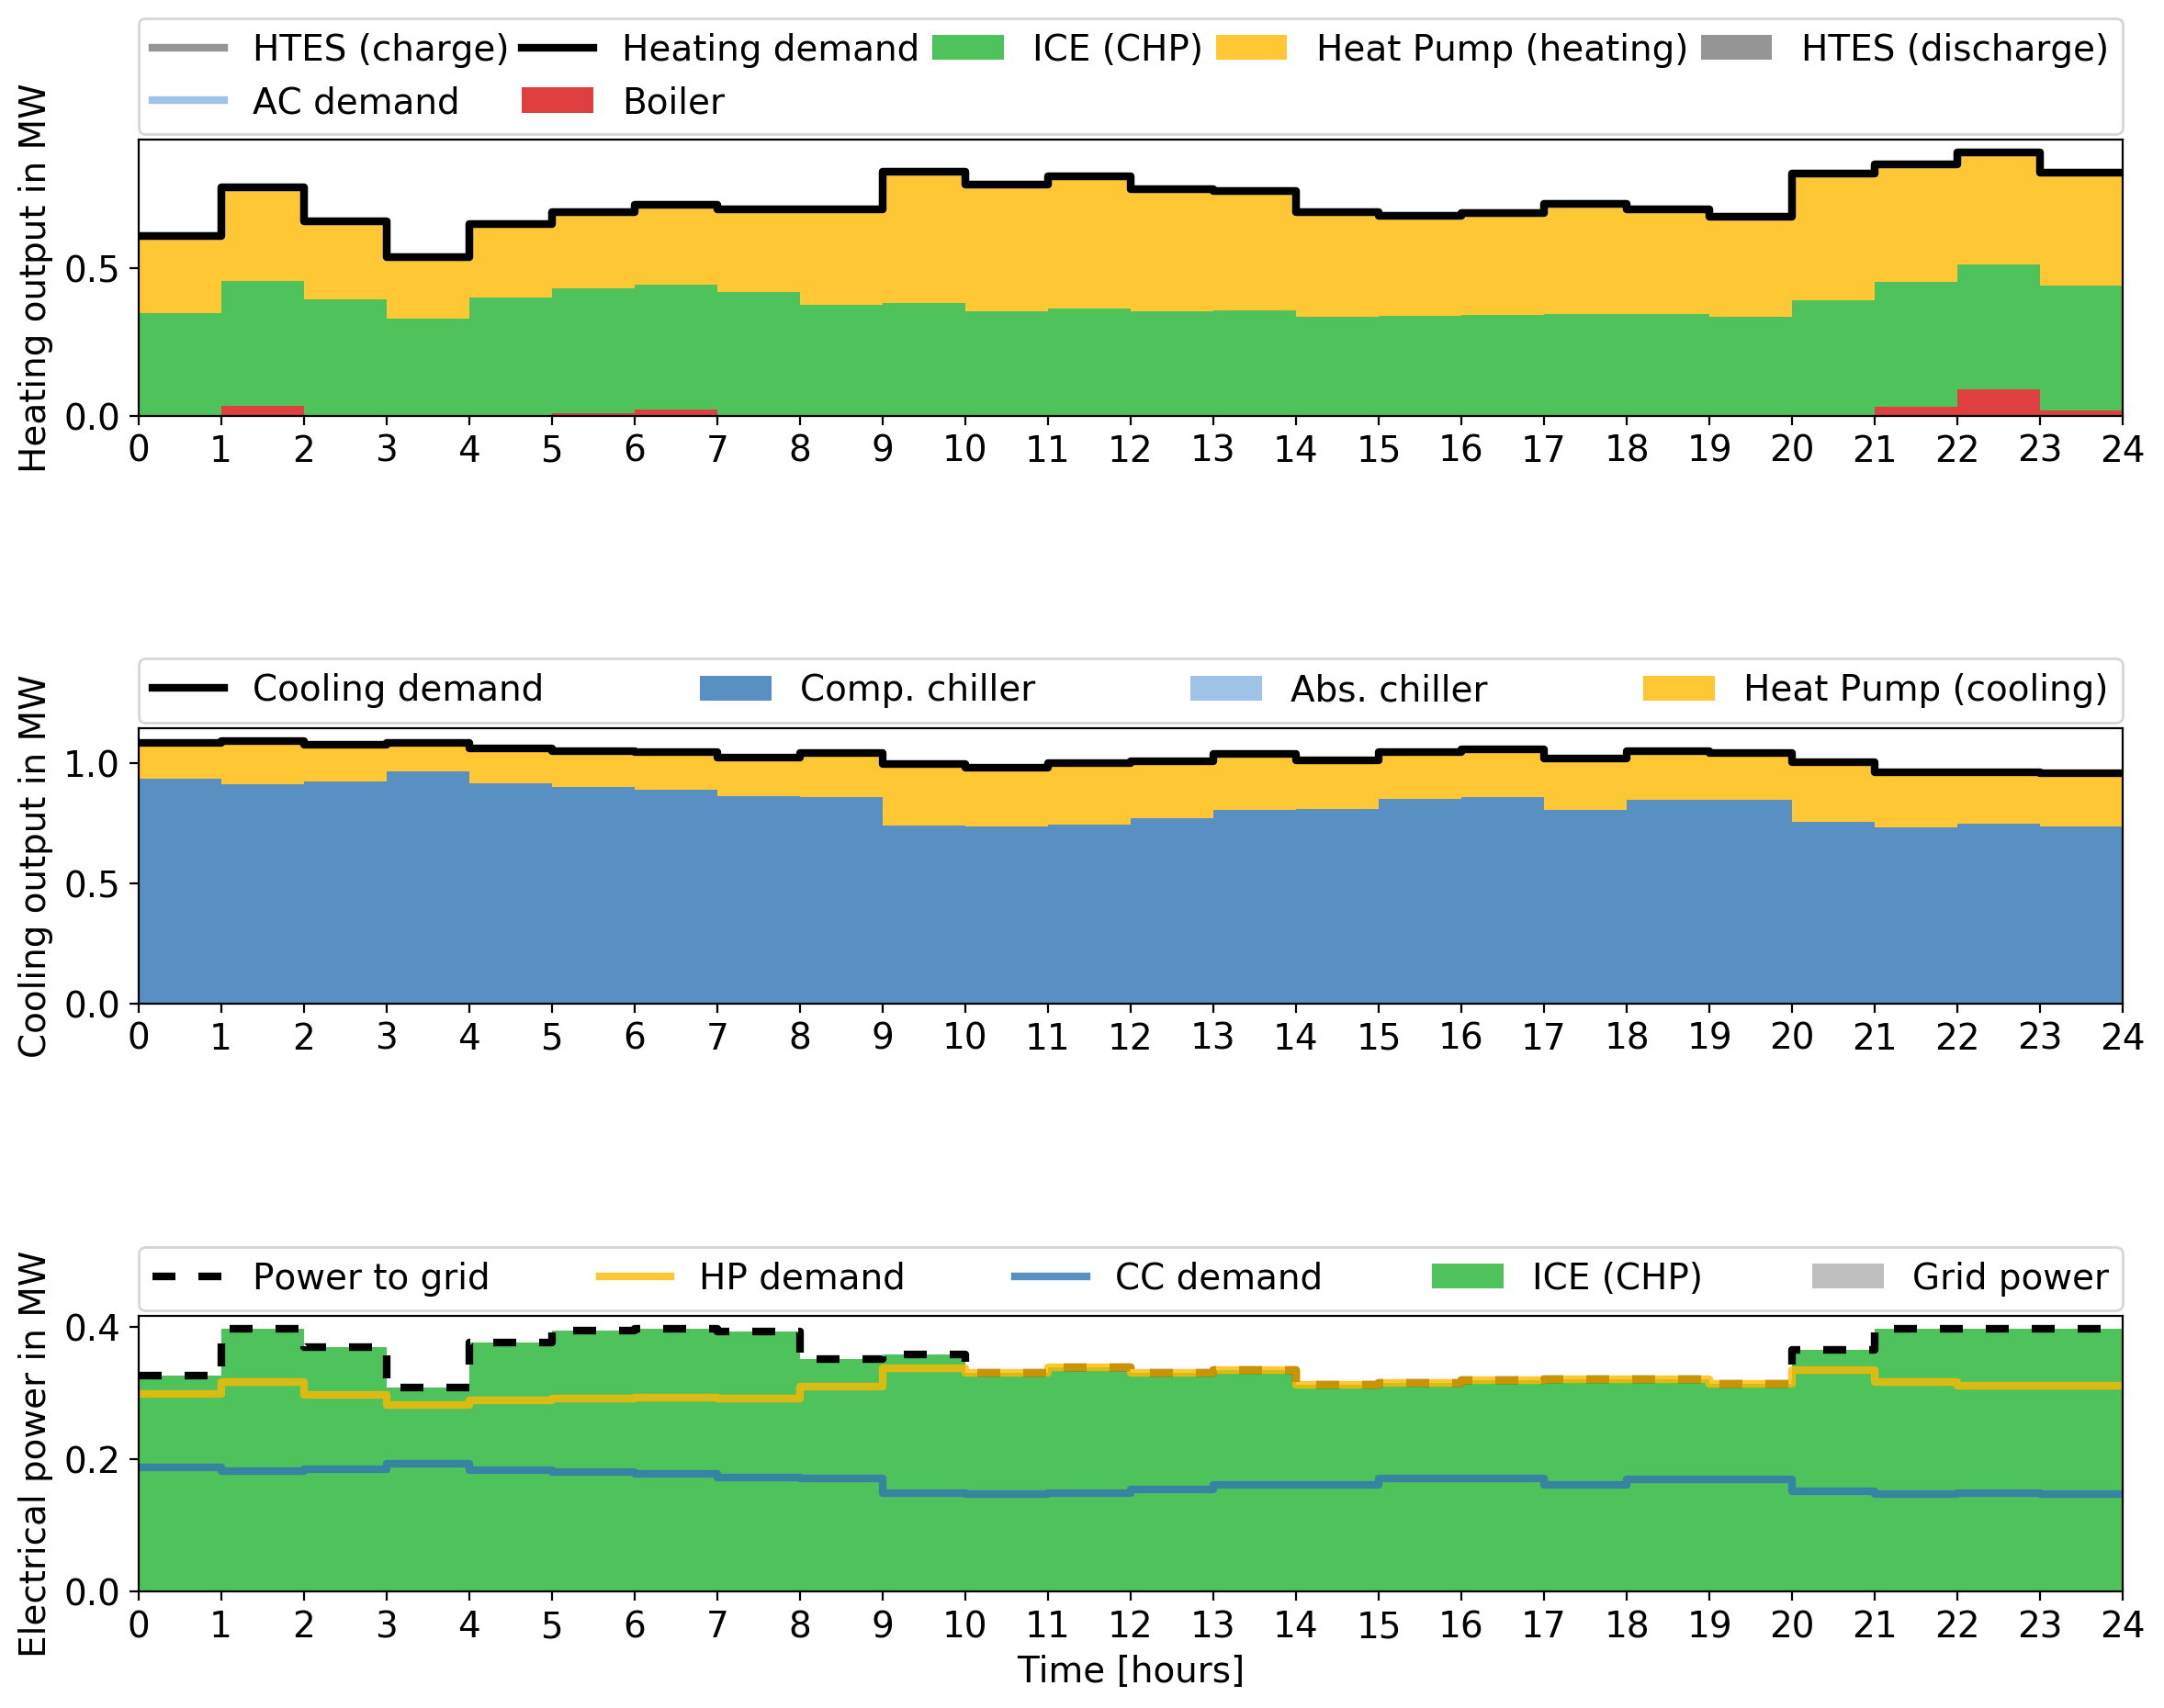 HTES (charge) Heating demand ICE (CHP) Heat Pump (heating) HTES (discharge)
AC demand Boiler
Heating output in MW
0.5
0.0
0 1 2 3 4 5 6 7 8 9 10 11 12 13 14 15 16 17 18 19 20 21 22 23 24
Cooling demand Comp. chiller Abs. chiller Heat Pump (cooling)
Cooling output in MW
1.0
0.5
0.0
0 1 2 3 4 5 6 7 8 9 10 11 12 13 14 15 16 17 18 19 20 21 22 23 24
Power to grid HP demand CC demand ICE (CHP) Grid power
Electrical power in MW
0.4
0.2
0.0
0 1 2 3 4 5 6 7 8 9 10 11 12 13 14 15 16 17 18 19 20 21 22 23 24
Time [hours]